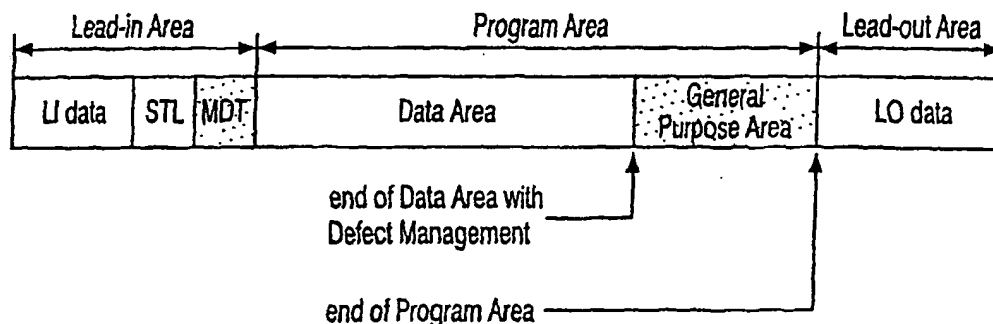 Lead-in Area Program Area Lead-out Area
LI data STL MDT Data Area General Purpose Area LO data
end of Data Area with
Defect Management
end of Program Area